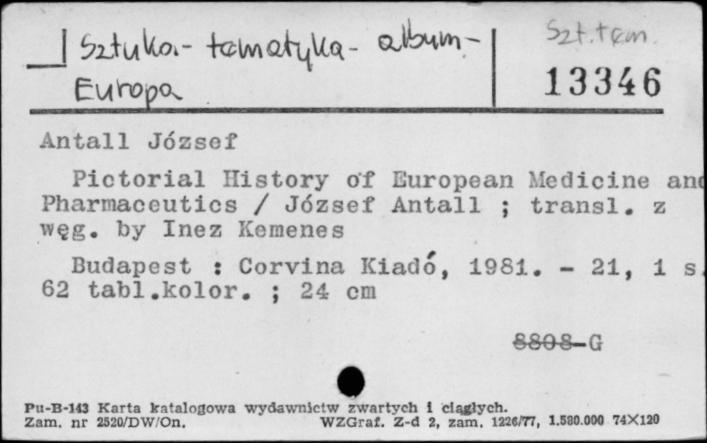 Sztuka - tematyka - album -
Szt. tem.
Europa
13346
Antall József
Pictorial History of European Medicine and
Pharmaceutics / József Antall ; transl. z
węg. by Inez Kemenes
Budapest : Corvina Kiadó, 1981. - 21, 1 s.
62 tabl.kolor. ; 24 cm
8808-G
Pu-B-143 Karta katalogowa wydawnictw zwartych i ciągłych.
Zam. nr 2520/DW/On. WZGraf. Z-d 2, zam. 1226/77, 1.580.000 74X120